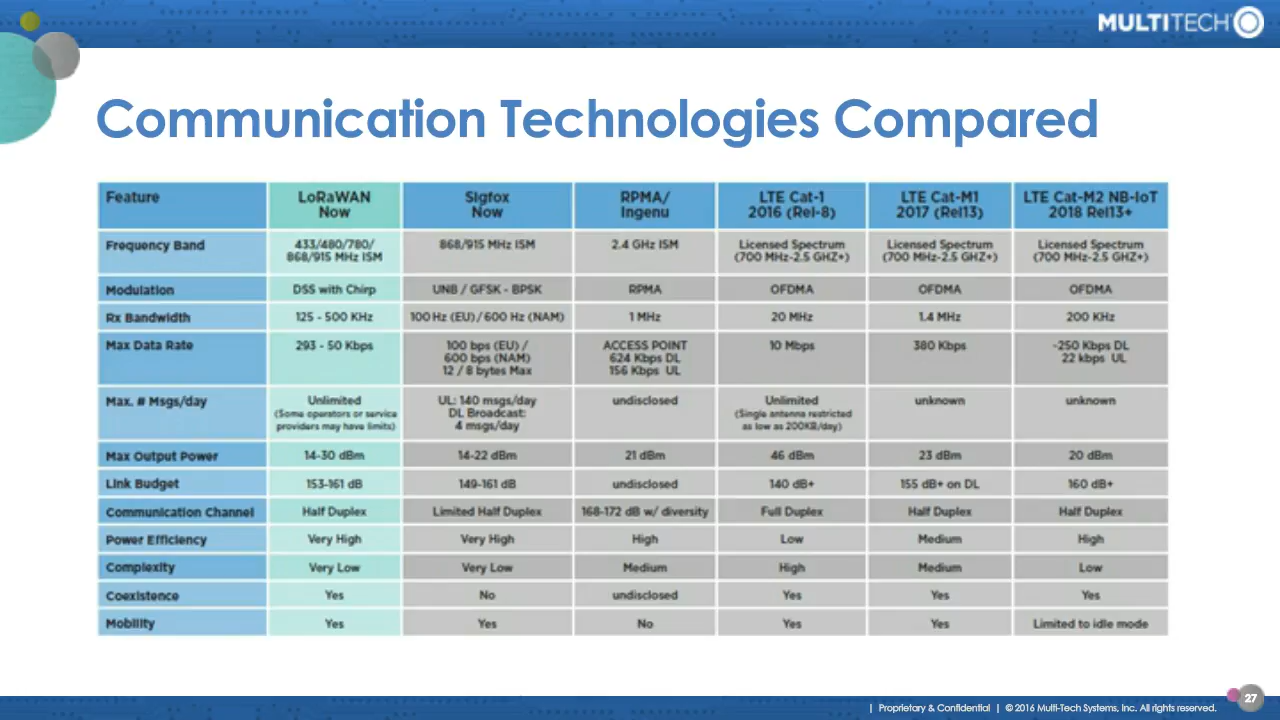 MULTITECH
Communication Technologies Compared
Feature
LoRaWAN
Now
Sigfox
Now
RPMA/
Ingenu
LTE Cat-1
2016 (Rel-8)
LTE Cat-M1
2017 (Rel13)
LTE Cat-M2 NB-IoT
2018 Rel13+
Frequency Band
433/480/780/
868/915 MHz ISM
868/915 MHz ISM
2.4 GHz ISM
Licensed Spectrum
(700 MHz-2.5 GHZ+)
Licensed Spectrum
(700 MHz-2.5 GHZ+)
Licensed Spectrum
(700 MHz-2.5 GHZ+)
Modulation
DSS with Chirp
UNB / GFSK - BPSK
RPMA
OFDMA
OFDMA
OFDMA
Rx Bandwidth
125 - 500 KHz
100 Hz (EU) / 600 Hz (NAM)
1 MHz
20 MHz
1.4 MHz
200 KHz
Max Data Rate
293 - 50 Kbps
100 bps (EU) /
600 bps (NAM)
12 / 8 bytes Max
ACCESS POINT
624 Kbps DL
156 Kbps UL
10 Mbps
380 Kbps
~250 Kbps DL
22 kbps UL
Max. # Msgs/day
Unlimited
(Some operators or service
providers may have limits)
UL: 140 msgs/day
DL Broadcast:
4 msgs/day
undisclosed
Unlimited
(Single antenna restricted
as low as 200KB/day)
unknown
unknown
Max Output Power
14-30 dBm
14-22 dBm
21 dBm
46 dBm
23 dBm
20 dBm
Link Budget
153-161 dB
149-161 dB
undisclosed
140 dB+
155 dB+ on DL
160 dB+
Communication Channel
Half Duplex
Limited Half Duplex
168-172 dB w/ diversity
Full Duplex
Half Duplex
Half Duplex
Power Efficiency
Very High
Very High
High
Low
Medium
High
Complexity
Very Low
Very Low
Medium
High
Medium
Low
Coexistence
Yes
No
undisclosed
Yes
Yes
Yes
Mobility
Yes
Yes
No
Yes
Yes
Limited to idle mode
| Proprietary & Confidential | © 2016 Multi-Tech Systems, Inc. All rights reserved.
27